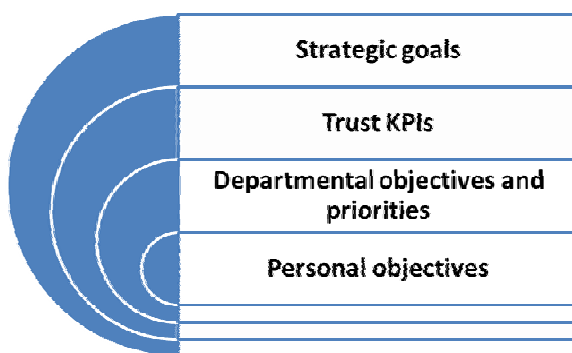 Strategic goals
Trust KPIs
Departmental objectives and
priorities
Personal objectives